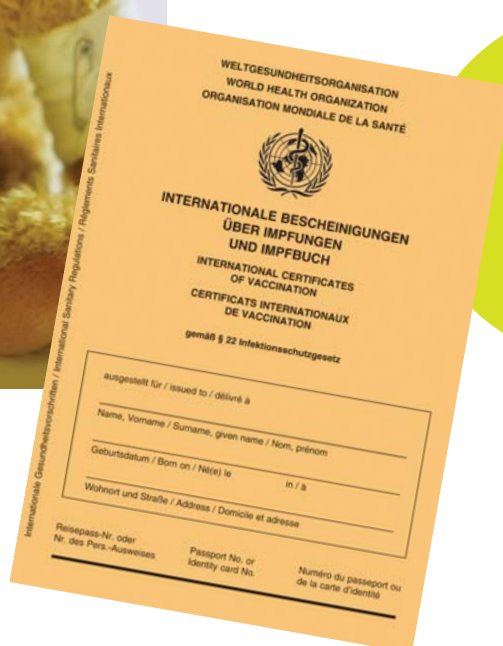 WELTGESUNDHEITSORGANISATION
WORLD HEALTH ORGANIZATION
ORGANISATION MONDIALE DE LA SANTÉ
INTERNATIONALE BESCHEINIGUNGEN
ÜBER IMPFUNGEN
UND IMPFBUCH
INTERNATIONAL CERTIFICATES
OF VACCINATION
CERTIFICATS INTERNATIONAUX
DE VACCINATION
gemäß § 22 Infektionsschutzgesetz
ausgestellt für / issued to / délivré à
Name, Vorname / Surname, given name / Nom, prénom
Geburtsdatum / Born on / Né(e) le
in / à
Wohnort und Straße / Address / Domicile et adresse
Reisepass-Nr. oder
Nr. des Pers.-Ausweises
Passport No. or
Identity card No.
Numéro du passeport ou
de la carte d'identité
Internationale Gesundheitsvorschriften / International Sanitary Regulations / Règlements Sanitaires Internationaux